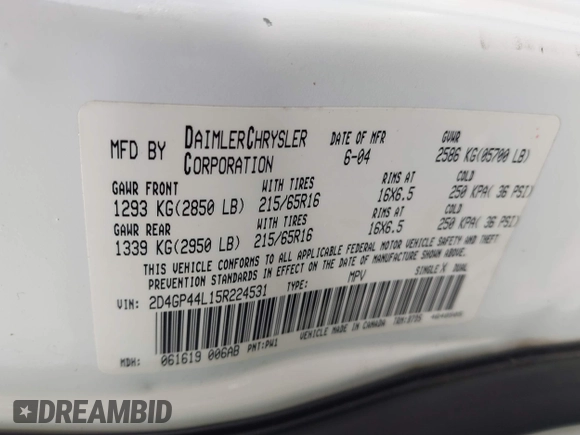 MFD BY DAIMLERCHRYSLER CORPORATION DATE OF MFR 6-04 GVWR 2586 KG(05700 LB)
GAWR FRONT WITH TIRES RIMS AT COLD
1293 KG(2850 LB) 215/65R16 16X6.5 250 KPA( 36 PSI)
GAWR REAR WITH TIRES RIMS AT COLD
1339 KG(2950 LB) 215/65R16 16X6.5 250 KPA( 36 PSI)
THIS VEHICLE CONFORMS TO ALL APPLICABLE FEDERAL MOTOR VEHICLE SAFETY AND THEFT
PREVENTION STANDARDS IN EFFECT ON THE DATE OF MANUFACTURE SHOWN ABOVE.
VIN: 2D4GP44L15R224531 TYPE: MPV SINGLE X DUAL
MDH: 061619 006AB PNT:PW1 VEHICLE MADE IN CANADA
DREAMBID